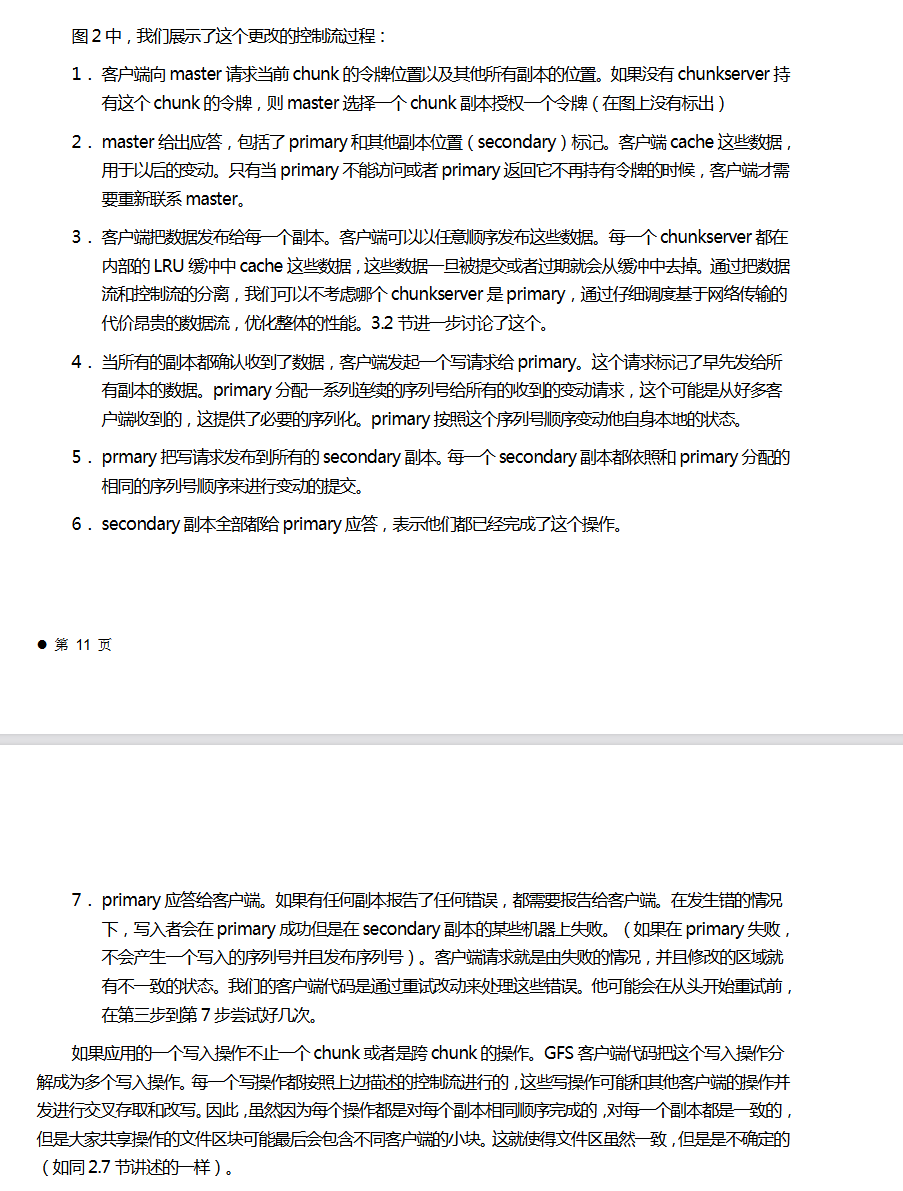 图2中，我们展示了这个更改的控制流过程：
1． 客户端向 master 请求当前 chunk 的令牌位置以及其他所有副本的位置。如果没有 chunkserver 持
有这个 chunk 的令牌，则 master 选择一个 chunk 副本授权一个令牌（在图上没有标出）
2． master 给出应答，包括了 primary 和其他副本位置（secondary）标记。客户端 cache 这些数据，
用于以后的变动。只有当 primary 不能访问或者 primary 返回它不再持有令牌的时候，客户端才需
要重新联系 master。
3． 客户端把数据发布给每一个副本。客户端可以以任意顺序发布这些数据。每一个 chunkserver 都在
内部的 LRU 缓冲中 cache 这些数据，这些数据一旦被提交或者过期就会从缓冲中去掉。通过把数据
流和控制流的分离，我们可以不考虑哪个 chunkserver 是 primary，通过仔细调度基于网络传输的
代价昂贵的数据流，优化整体的性能。3.2 节进一步讨论了这个。
4． 当所有的副本都确认收到了数据，客户端发起一个写请求给 primary。这个请求标记了早先发给所
有副本的数据。primary 分配一系列连续的序列号给所有的收到的变动请求，这个可能是从好多客
户端收到的，这提供了必要的序列化。primary 按照这个序列号顺序变动他自身本地的状态。
5． prmary 把写请求发布到所有的 secondary 副本。每一个 secondary 副本都依照和 primary 分配的
相同的序列号顺序来进行变动的提交。
6． secondary 副本全部都给 primary 应答，表示他们都已经完成了这个操作。
● 第 11 页
7． primary 应答给客户端。如果有任何副本报告了任何错误，都需要报告给客户端。在发生错的情况
下，写入者会在 primary 成功但是在 secondary 副本的某些机器上失败。（如果在 primary 失败，
不会产生一个写入的序列号并且发布序列号）。客户端请求就是由失败的情况，并且修改的区域就
有不一致的状态。我们的客户端代码是通过重试改动来处理这些错误。他可能会在从头开始重试前，
在第三步到第 7 步尝试好几次。
如果应用的一个写入操作不止一个 chunk 或者是跨 chunk 的操作。GFS 客户端代码把这个写入操作分
解成为多个写入操作。每一个写操作都按照上边描述的控制流进行的，这些写操作可能和其他客户端的操作并
发进行交叉存取和改写。因此，虽然因为每个操作都是对每个副本相同顺序完成的，对每一个副本都是一致的，
但是大家共享操作的文件区块可能最后会包含不同客户端的小块。这就使得文件区虽然一致，但是是不确定的
（如同 2.7 节讲述的一样）。